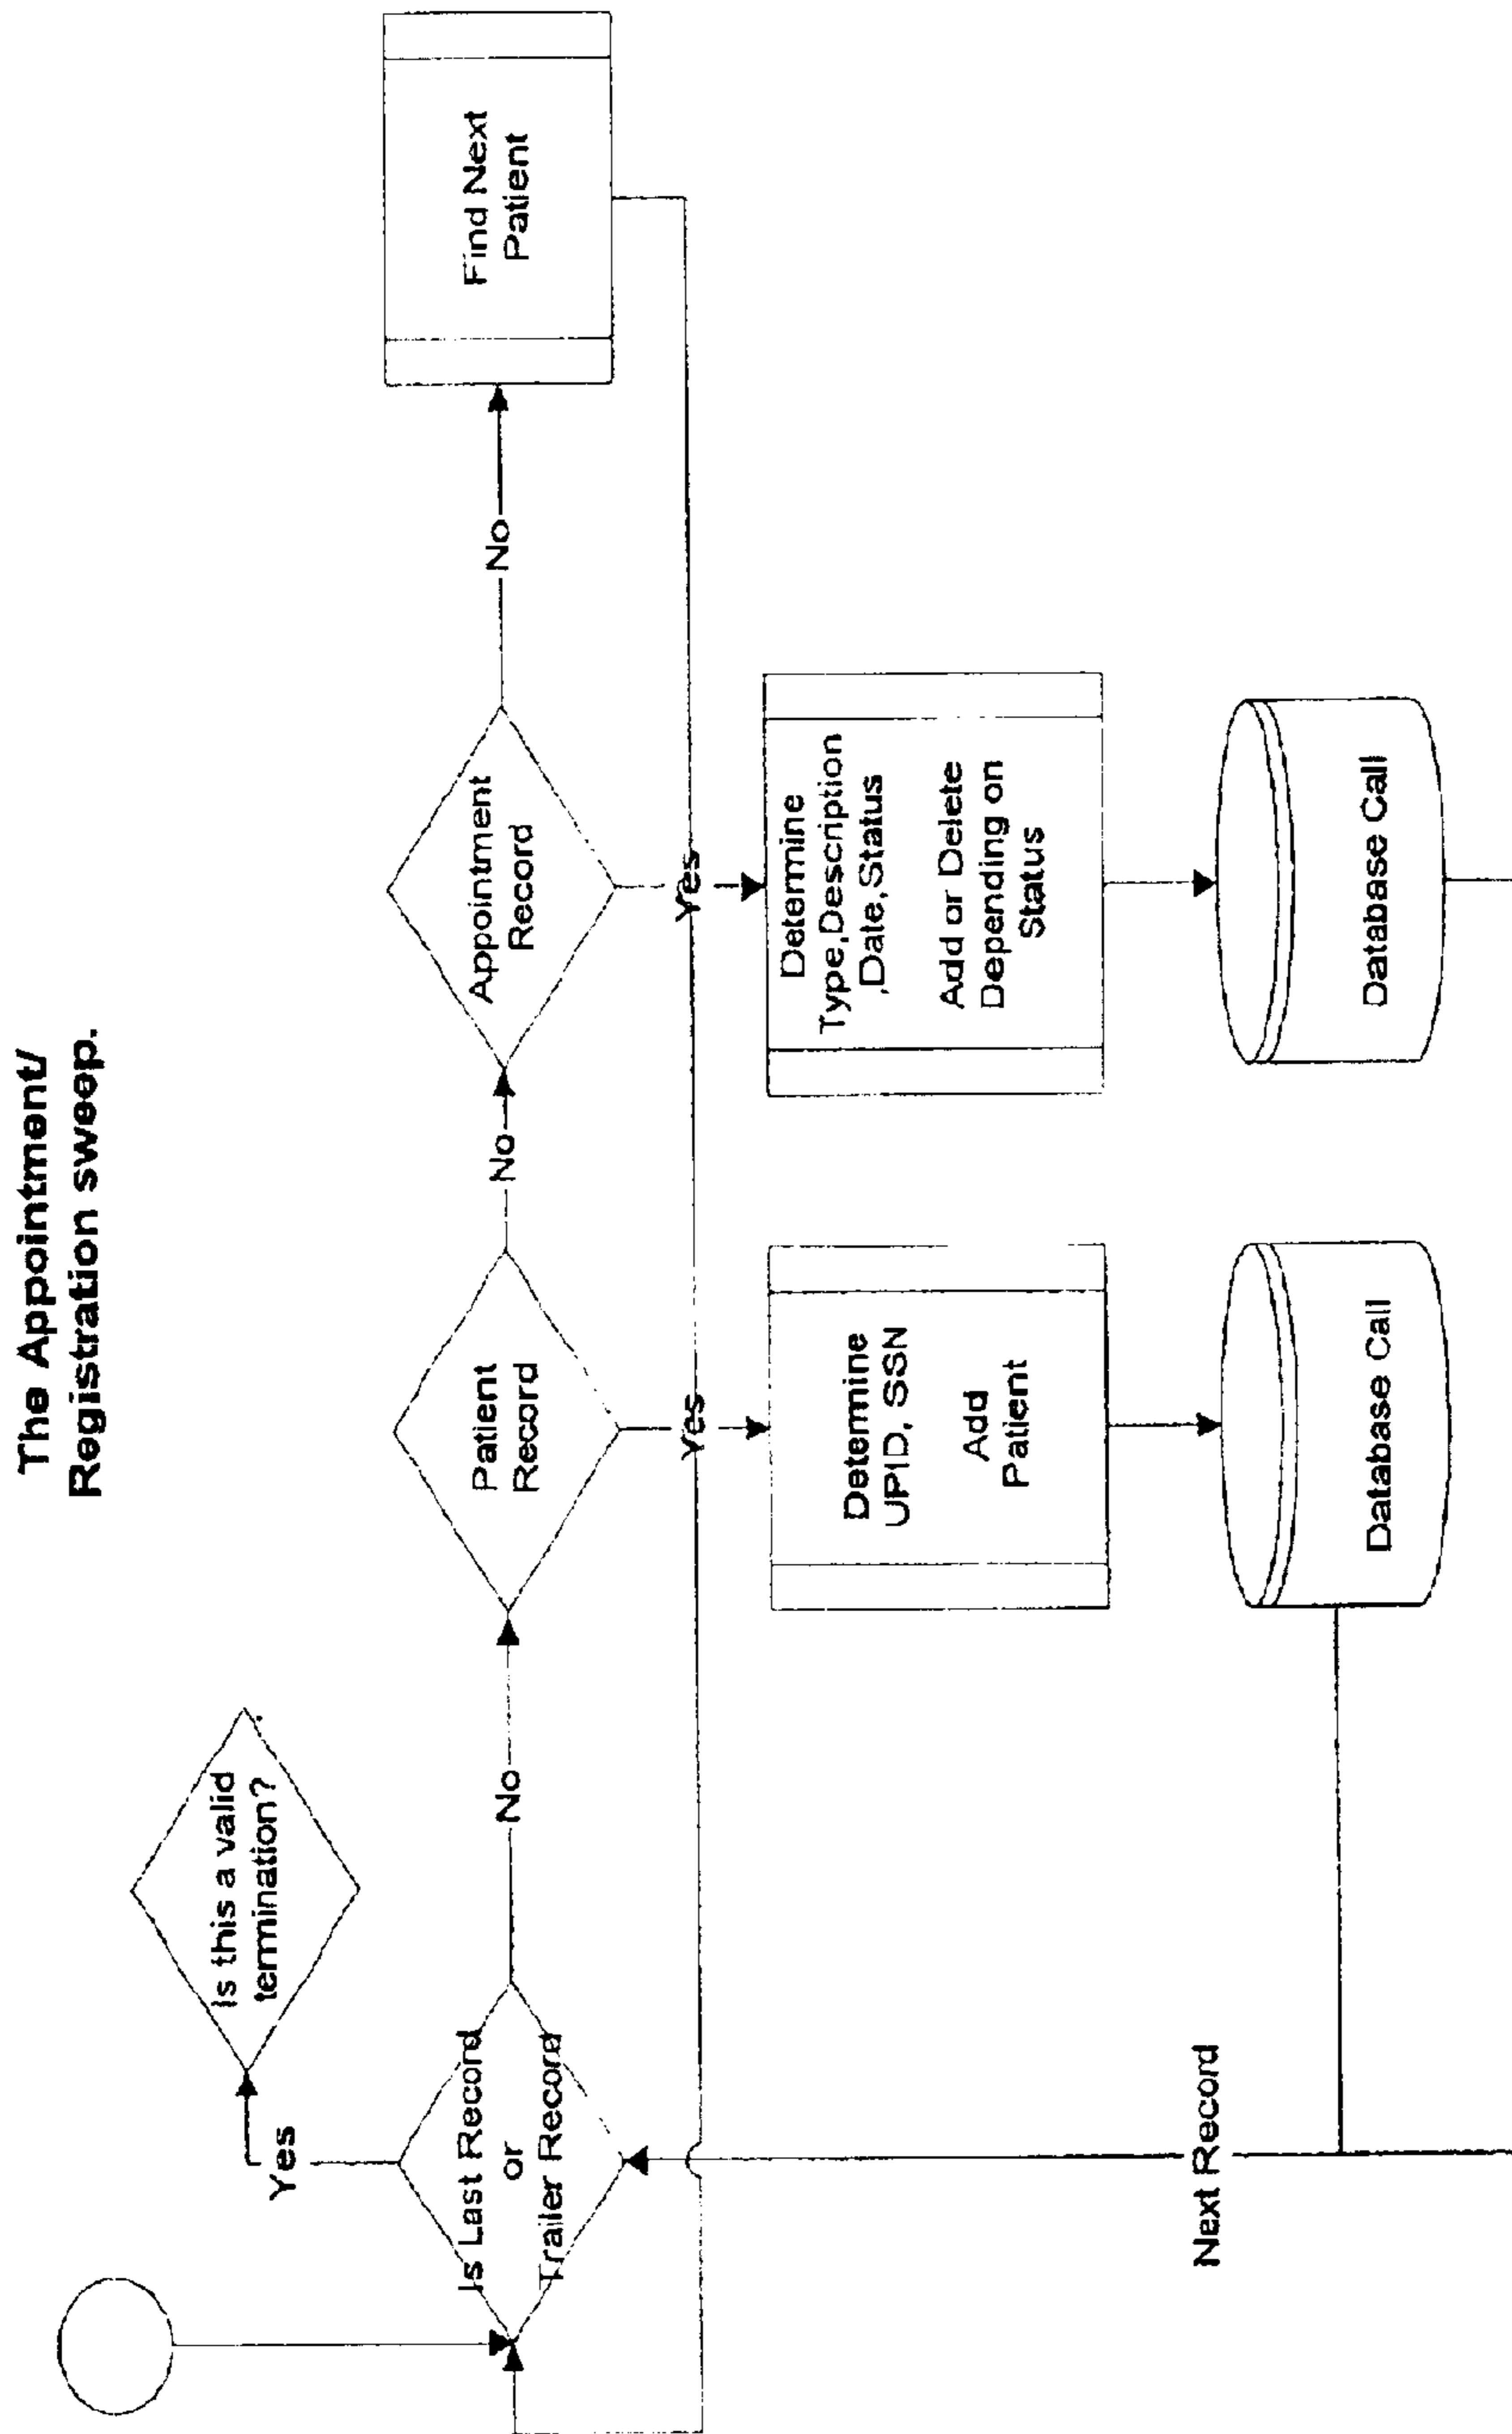 The Appointment/
Registration sweep.
Is this a valid
termination?
Yes
Is Last Record
or
Trailer Record
No
Patient
Record
No
Appointment
Record
No
Find Next
Patient
Yes
Yes
Determine
UPID, SSN
Add
Patient
Determine
Type,Description
,Date,Status
Add or Delete
Depending on
Status
Next Record
Database Call
Database Call